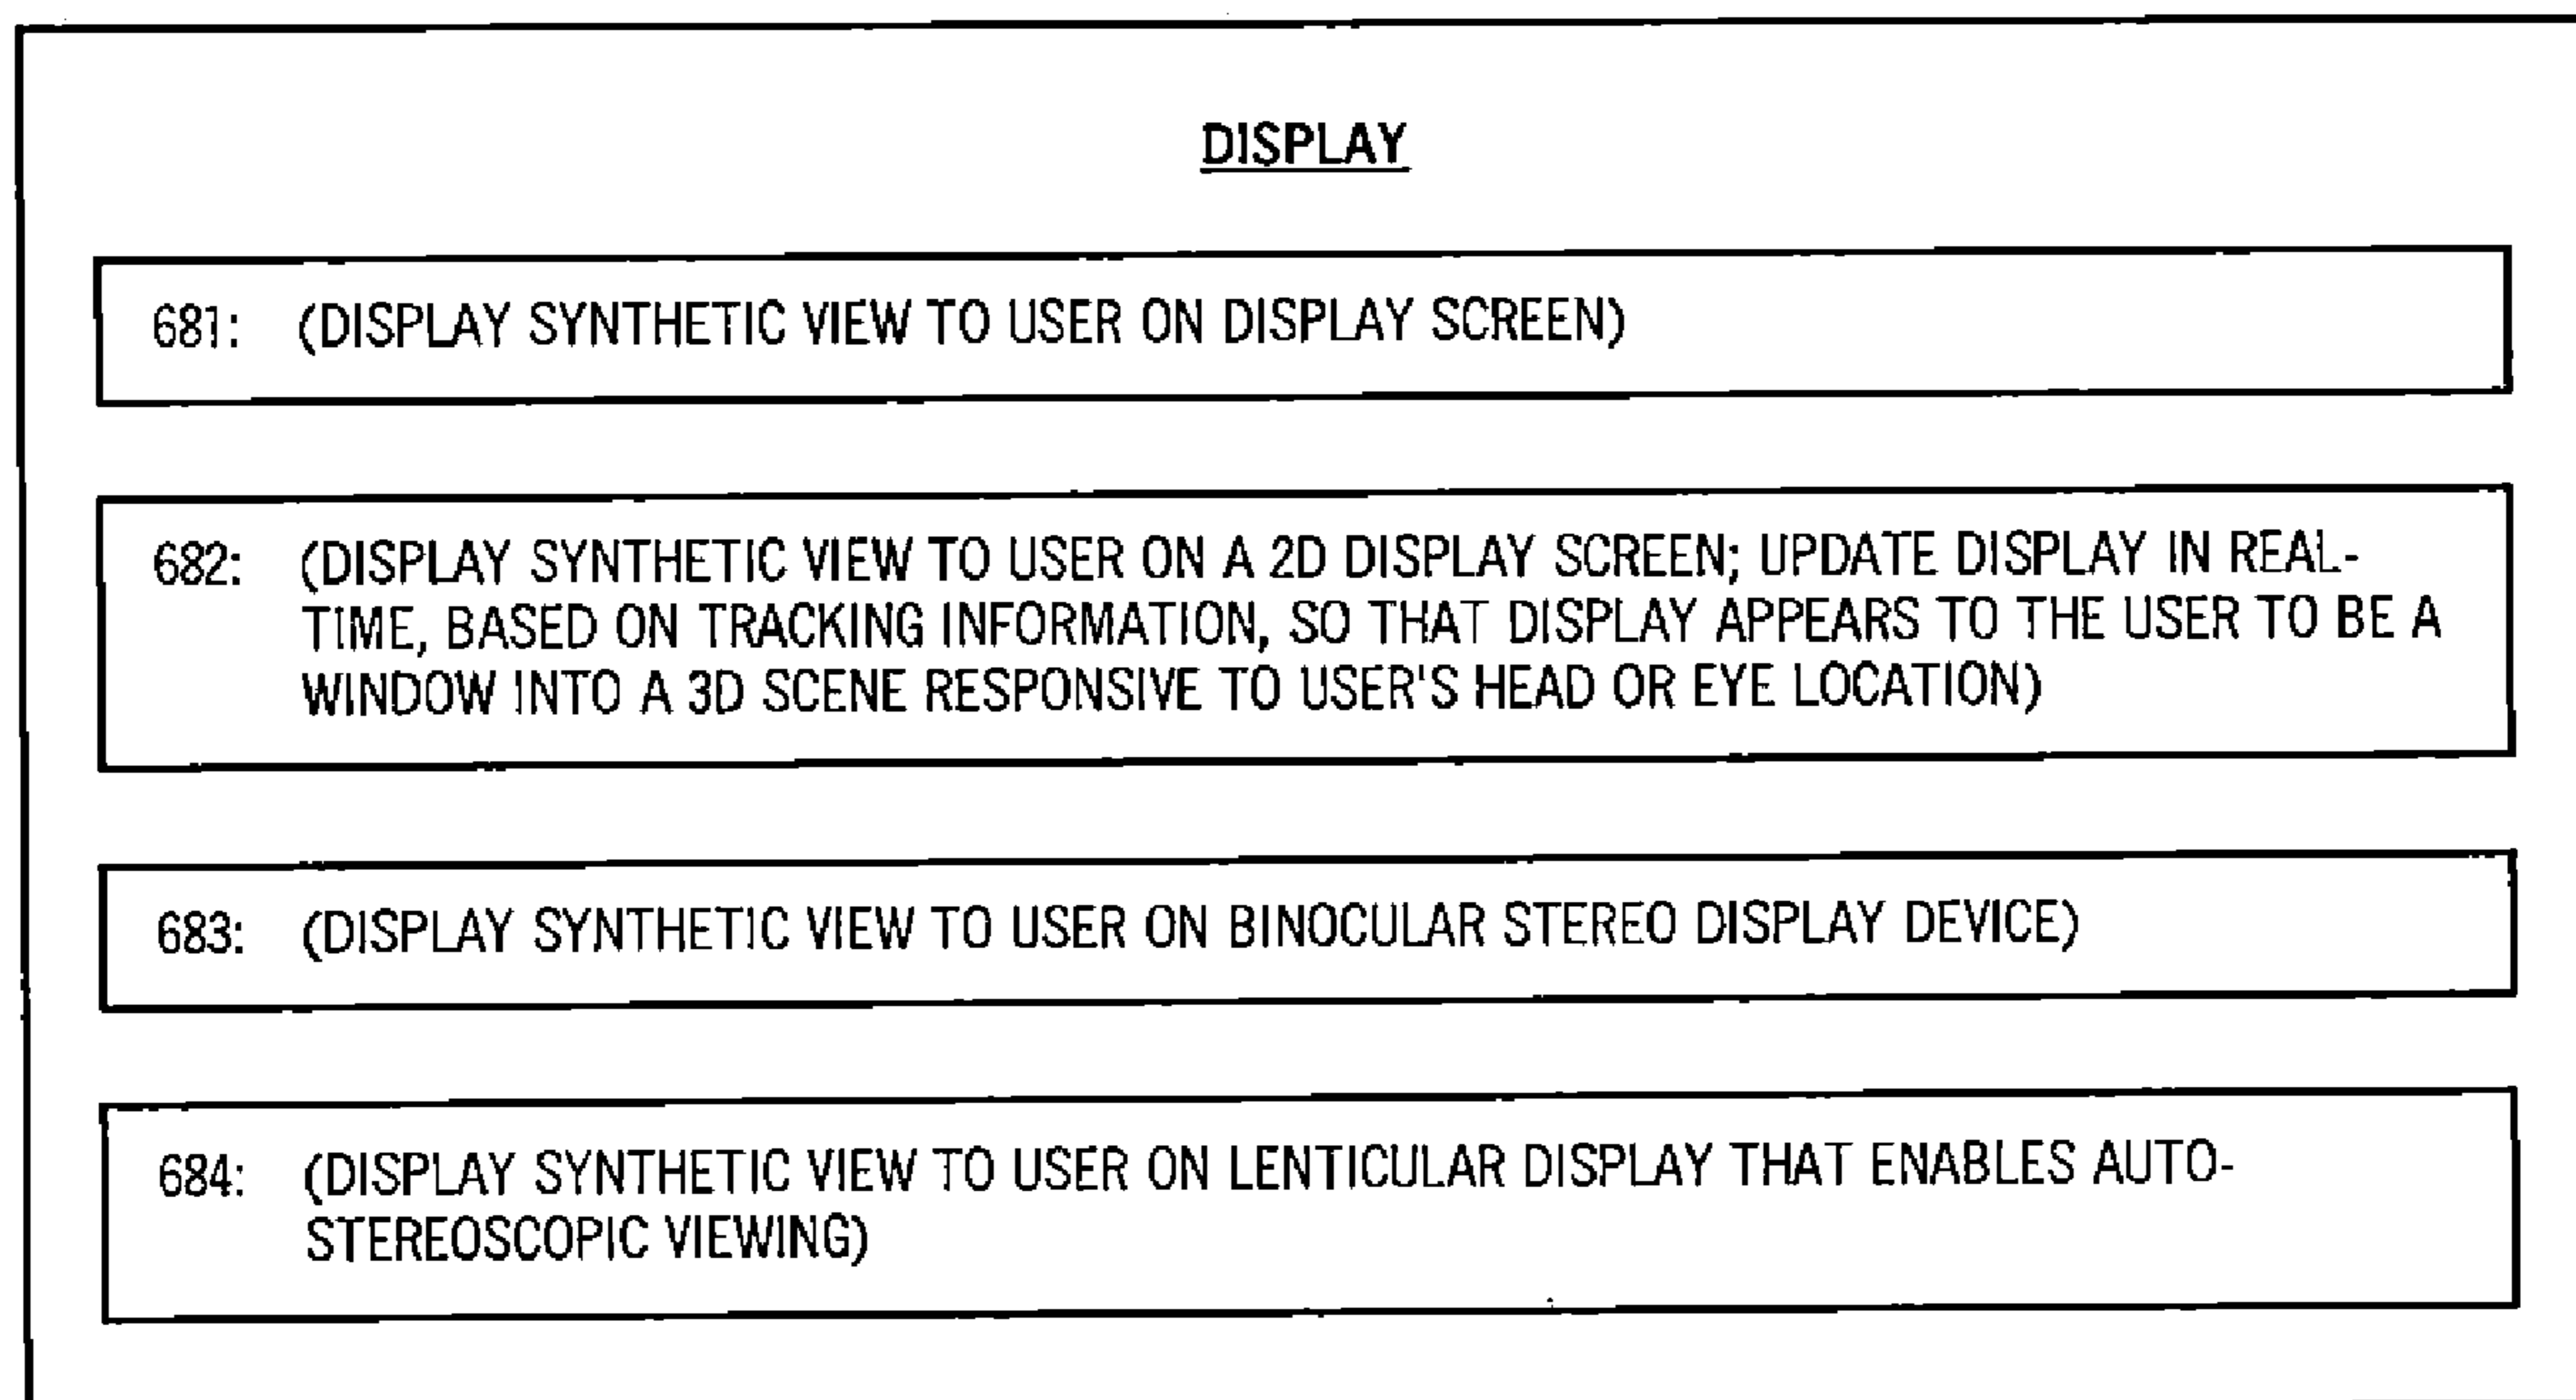 DISPLAY
681: (DISPLAY SYNTHETIC VIEW TO USER ON DISPLAY SCREEN)
682: (DISPLAY SYNTHETIC VIEW TO USER ON A 2D DISPLAY SCREEN; UPDATE DISPLAY IN REAL-
TIME, BASED ON TRACKING INFORMATION, SO THAT DISPLAY APPEARS TO THE USER TO BE A
WINDOW INTO A 3D SCENE RESPONSIVE TO USER'S HEAD OR EYE LOCATION)
683: (DISPLAY SYNTHETIC VIEW TO USER ON BINOCULAR STEREO DISPLAY DEVICE)
684: (DISPLAY SYNTHETIC VIEW TO USER ON LENTICULAR DISPLAY THAT ENABLES AUTO-
STEREOSCOPIC VIEWING)